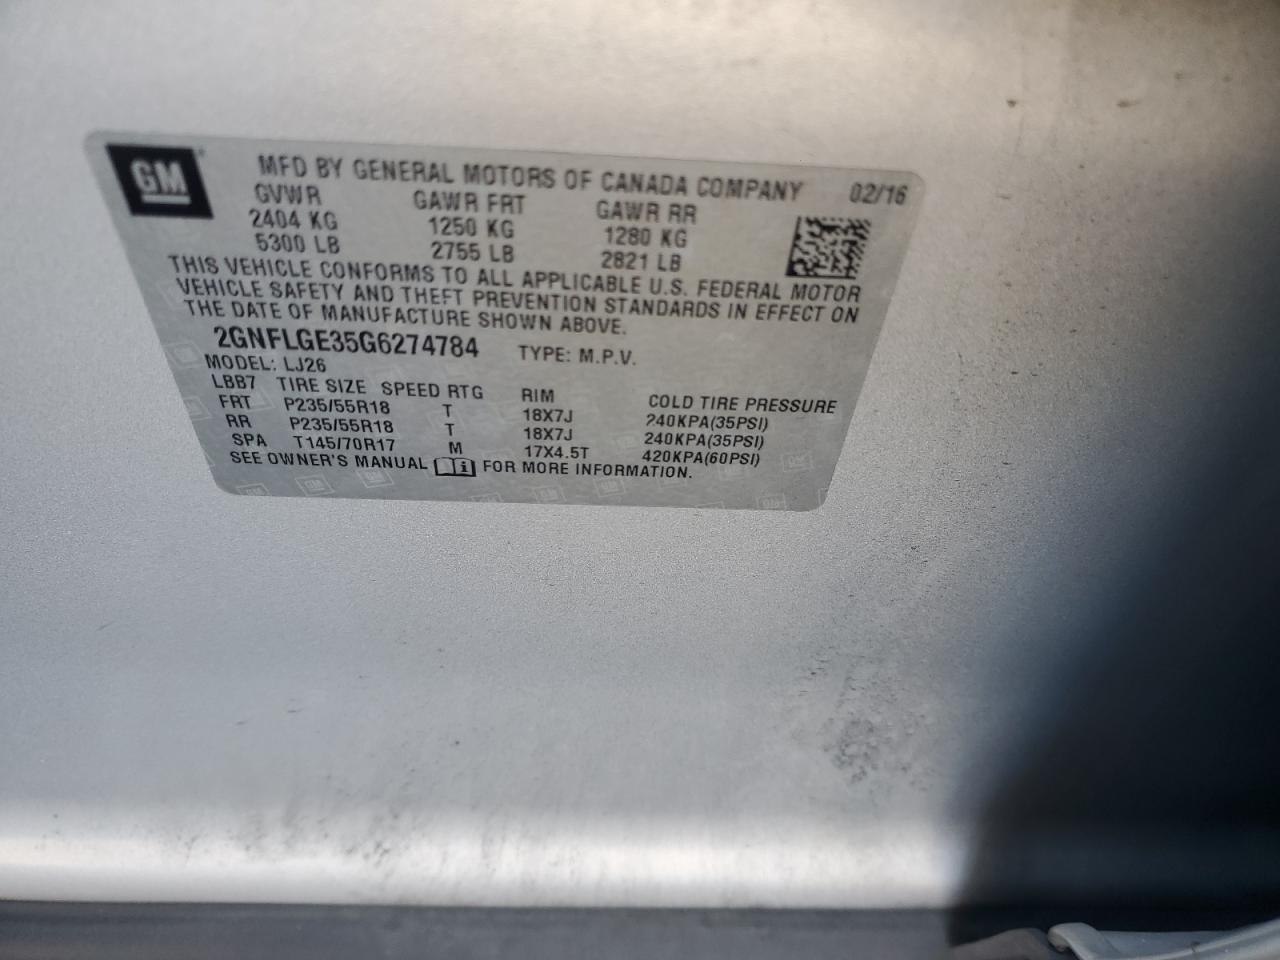 GM
MFD BY GENERAL MOTORS OF CANADA COMPANY 02/16
GVWR GAWR FRT GAWR RR
2404 KG 1250 KG 1280 KG
5300 LB 2755 LB 2821 LB
THIS VEHICLE CONFORMS TO ALL APPLICABLE U.S. FEDERAL MOTOR
VEHICLE SAFETY AND THEFT PREVENTION STANDARDS IN EFFECT ON
THE DATE OF MANUFACTURE SHOWN ABOVE.
2GNFLGE35G6274784 TYPE: M.P.V.
MODEL: LJ26
LBB7 TIRE SIZE SPEED RTG RIM COLD TIRE PRESSURE
FRT P235/55R18 T 18X7J 240KPA(35PSI)
RR P235/55R18 T 18X7J 240KPA(35PSI)
SPA T145/70R17 M 17X4.5T 420KPA(60PSI)
SEE OWNER'S MANUAL FOR MORE INFORMATION.